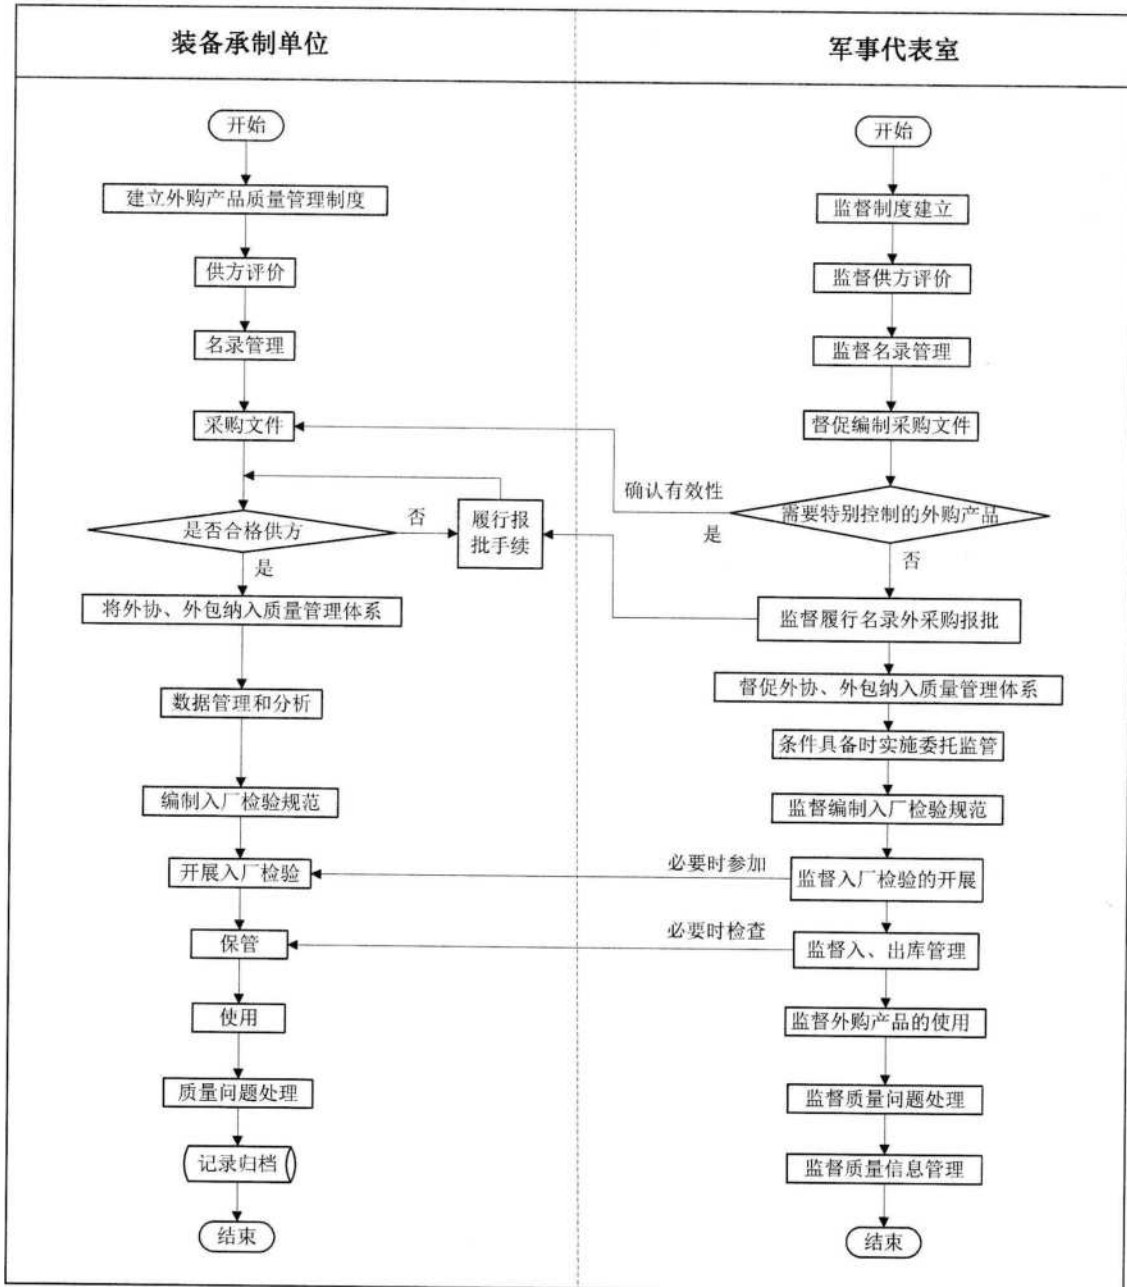 装备承制单位
军事代表室
开始
建立外购产品质量管理制度
供方评价
名录管理
采购文件
是否合格供方
否
履行报
批手续
是
将外协、外包纳入质量管理体系
数据管理和分析
编制入厂检验规范
开展入厂检验
保管
使用
质量问题处理
记录归档
结束
开始
监督制度建立
监督供方评价
监督名录管理
督促编制采购文件
确认有效性
需要特别控制的外购产品
是
否
监督履行名录外采购报批
督促外协、外包纳入质量管理体系
条件具备时实施委托监管
监督编制入厂检验规范
必要时参加
监督入厂检验的开展
必要时检查
监督入、出库管理
监督外购产品的使用
监督质量问题处理
监督质量信息管理
结束